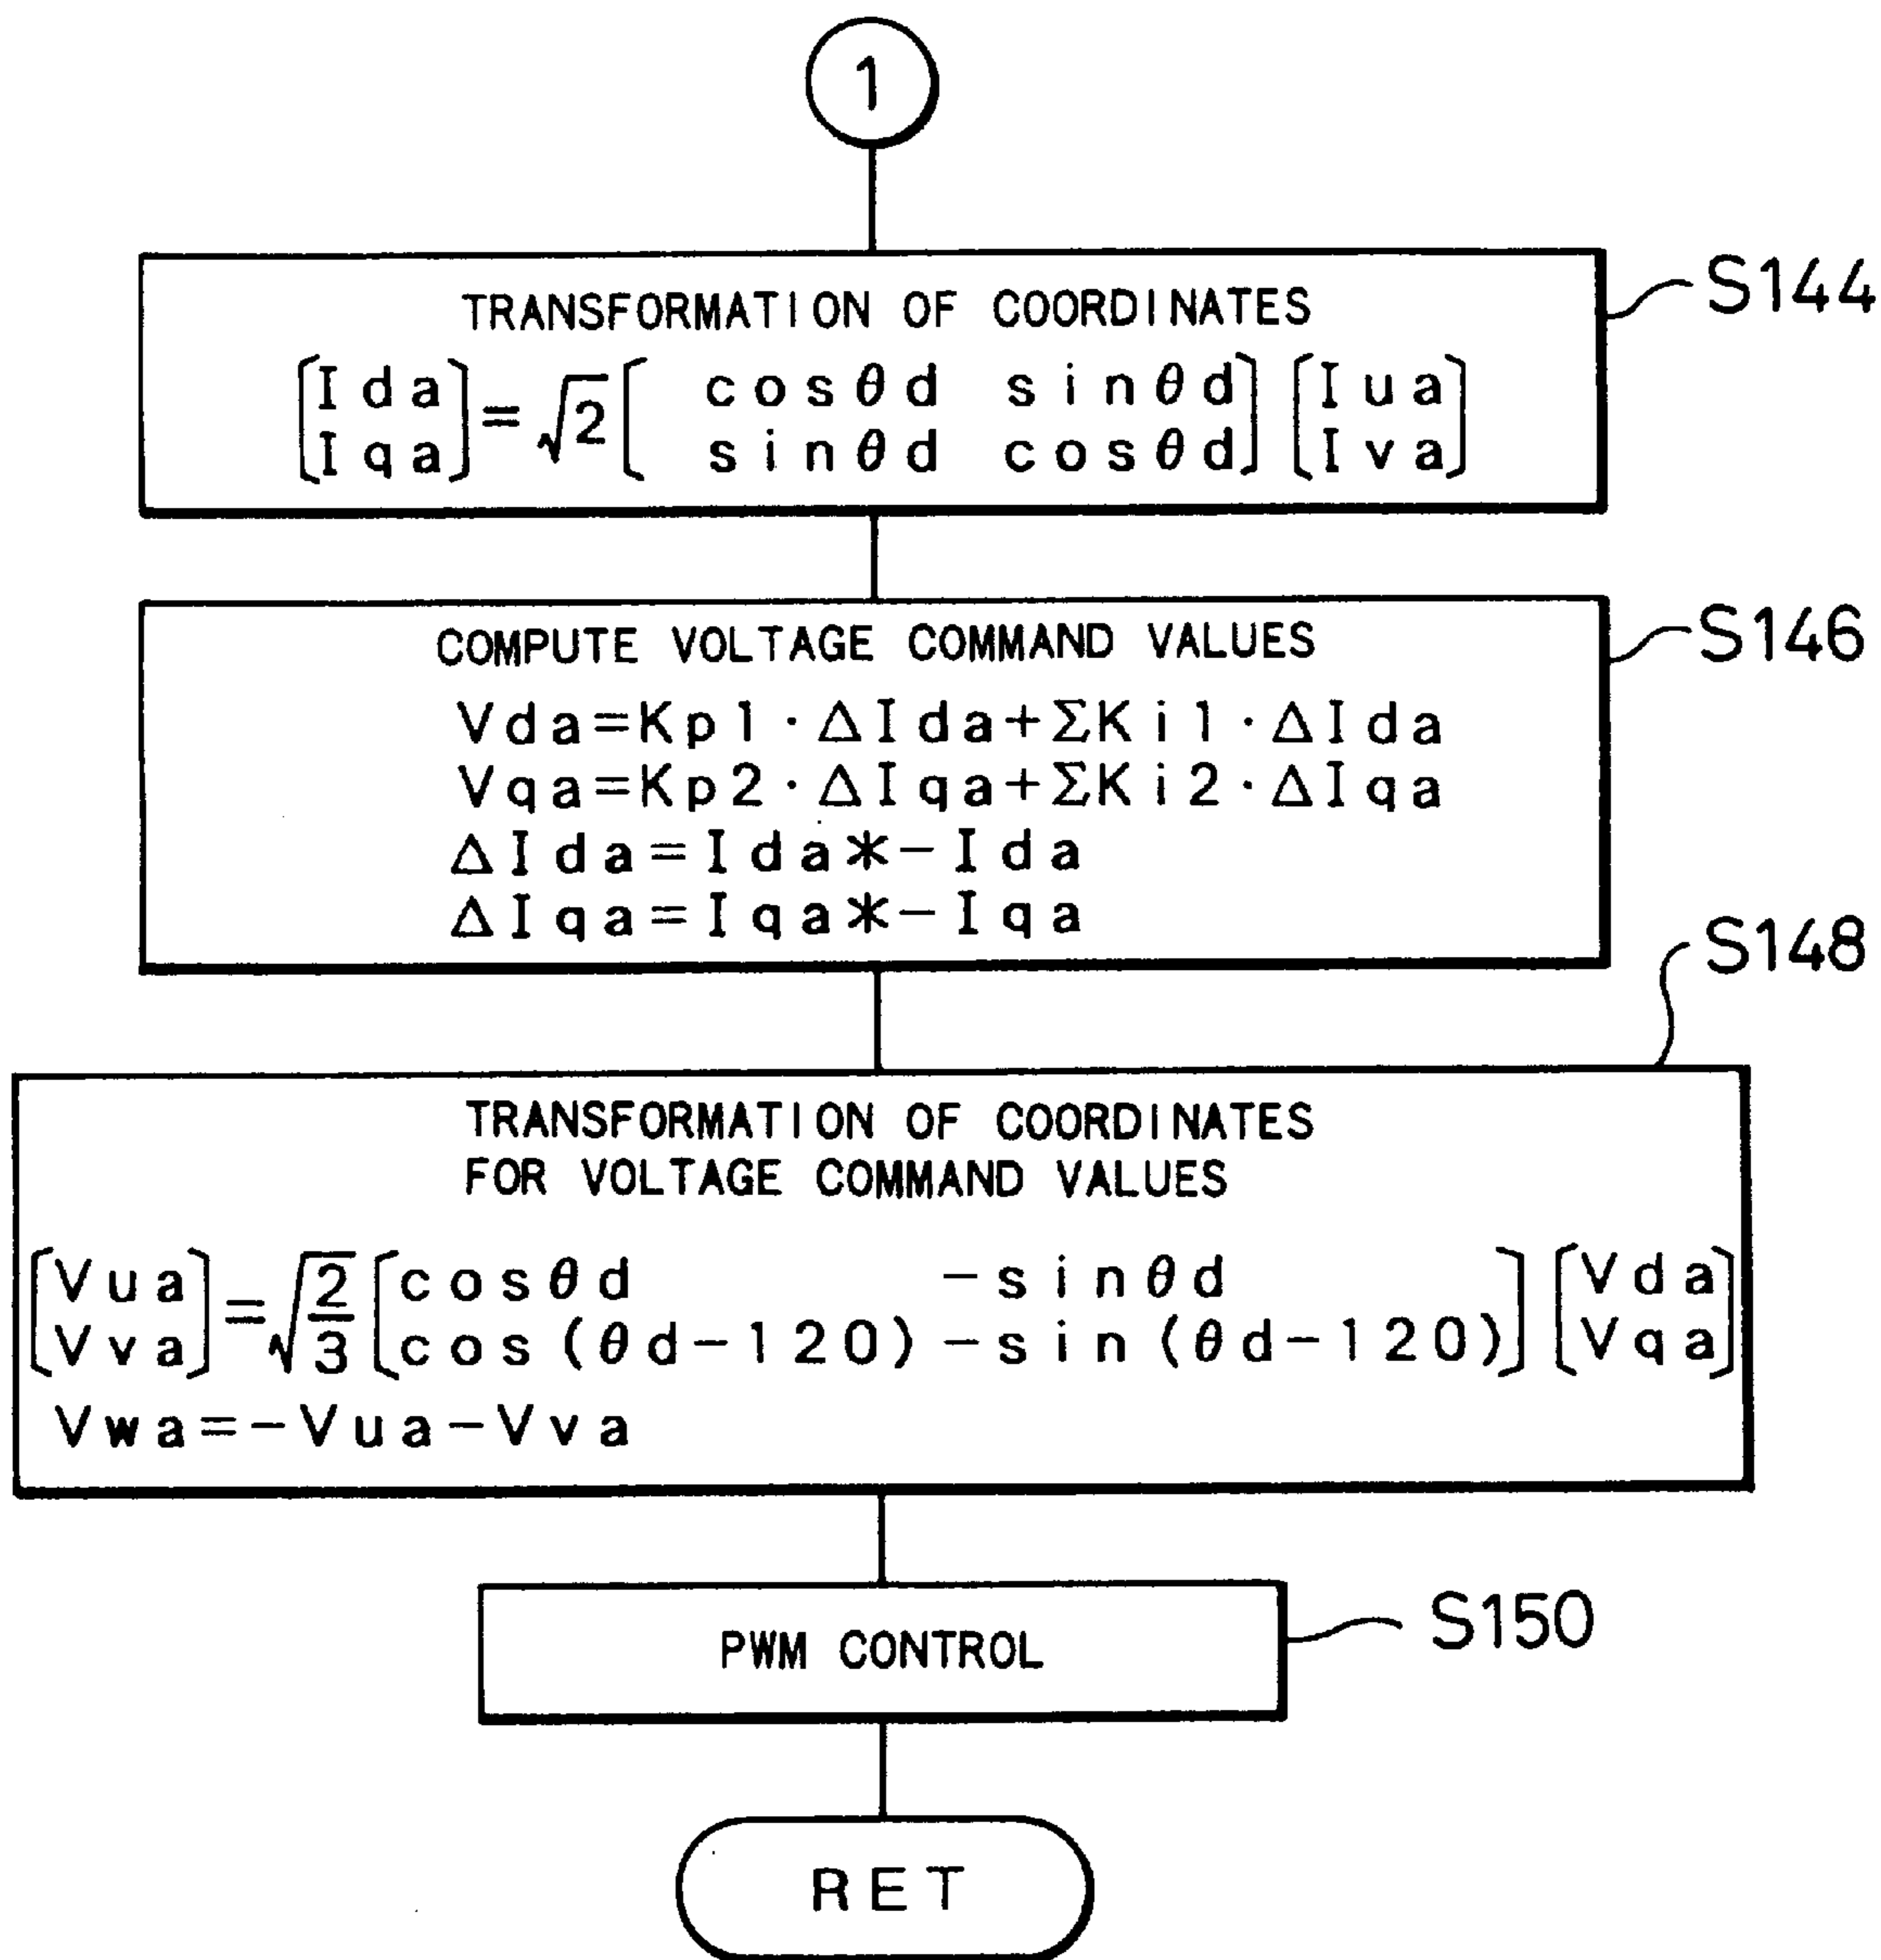 1
S144
TRANSFORMATION OF COORDINATES
[Ida] = √2 [ cosθd sinθd] [Iua]
[Iqa] [ sinθd cosθd] [Iva]
S146
COMPUTE VOLTAGE COMMAND VALUES
Vda=Kp1·ΔIda+ΣKi1·ΔIda
Vqa=Kp2·ΔIqa+ΣKi2·ΔIqa
ΔIda=Ida*-Ida
ΔIqa=Iqa*-Iqa
S148
TRANSFORMATION OF COORDINATES
FOR VOLTAGE COMMAND VALUES
[Vua] = √2/3 [cosθd -sinθd] [Vda]
[Vva] [cos(θd-120) -sin(θd-120)] [Vqa]
Vwa=-Vua-Vva
PWM CONTROL
S150
RET